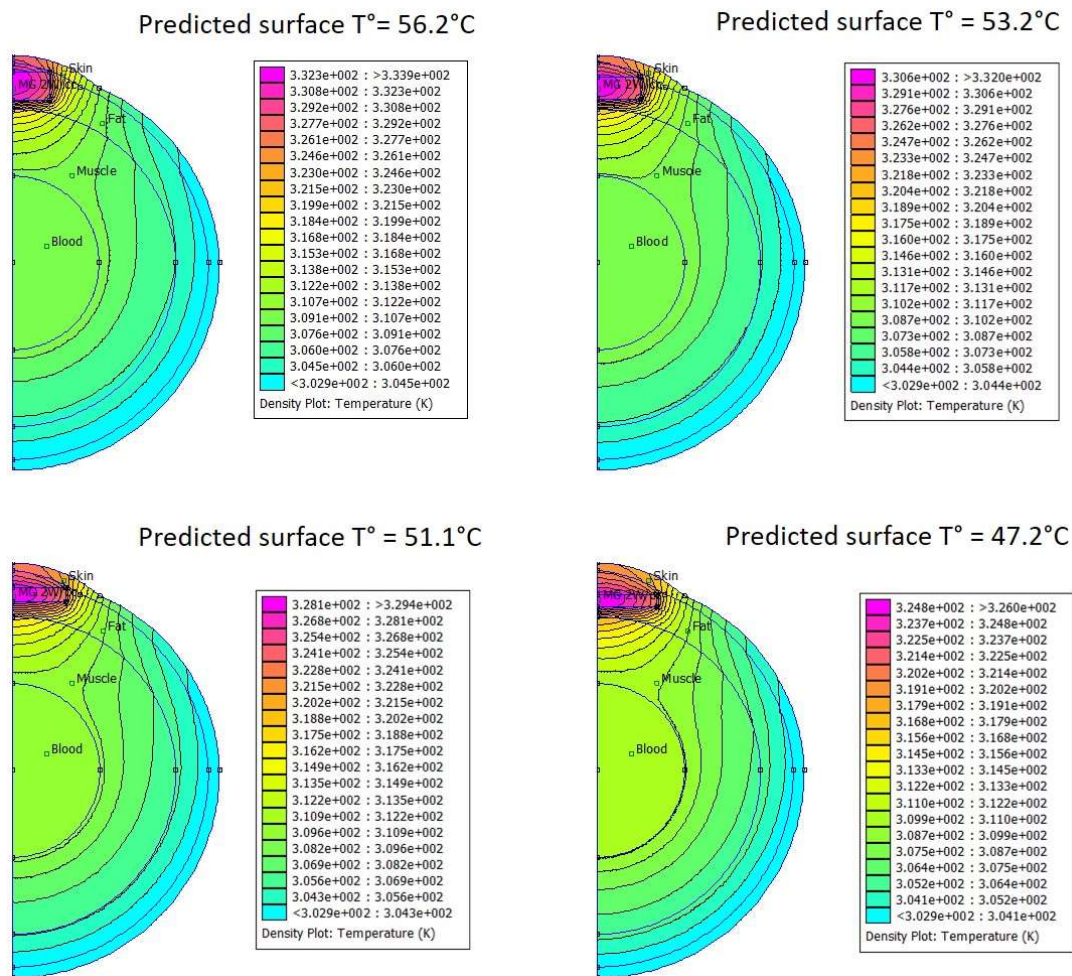 Predicted surface T° = 56.2°C
Skin
MG 2W/cc
Fat
Muscle
Blood
3.323e+002 : >3.339e+002
3.308e+002 : 3.323e+002
3.292e+002 : 3.308e+002
3.277e+002 : 3.292e+002
3.261e+002 : 3.277e+002
3.246e+002 : 3.261e+002
3.230e+002 : 3.246e+002
3.215e+002 : 3.230e+002
3.199e+002 : 3.215e+002
3.184e+002 : 3.199e+002
3.168e+002 : 3.184e+002
3.153e+002 : 3.168e+002
3.138e+002 : 3.153e+002
3.122e+002 : 3.138e+002
3.107e+002 : 3.122e+002
3.091e+002 : 3.107e+002
3.076e+002 : 3.091e+002
3.060e+002 : 3.076e+002
3.045e+002 : 3.060e+002
<3.029e+002 : 3.045e+002
Density Plot: Temperature (K)
Predicted surface T° = 53.2°C
Skin
MG 2W/cc
Fat
Muscle
Blood
3.306e+002 : >3.320e+002
3.291e+002 : 3.306e+002
3.276e+002 : 3.291e+002
3.262e+002 : 3.276e+002
3.247e+002 : 3.262e+002
3.233e+002 : 3.247e+002
3.218e+002 : 3.233e+002
3.204e+002 : 3.218e+002
3.189e+002 : 3.204e+002
3.175e+002 : 3.189e+002
3.160e+002 : 3.175e+002
3.146e+002 : 3.160e+002
3.131e+002 : 3.146e+002
3.117e+002 : 3.131e+002
3.102e+002 : 3.117e+002
3.087e+002 : 3.102e+002
3.073e+002 : 3.087e+002
3.058e+002 : 3.073e+002
3.044e+002 : 3.058e+002
<3.029e+002 : 3.044e+002
Density Plot: Temperature (K)
Predicted surface T° = 51.1°C
Skin
MG 2W/
Fat
Muscle
Blood
3.281e+002 : >3.294e+002
3.268e+002 : 3.281e+002
3.254e+002 : 3.268e+002
3.241e+002 : 3.254e+002
3.228e+002 : 3.241e+002
3.215e+002 : 3.228e+002
3.202e+002 : 3.215e+002
3.188e+002 : 3.202e+002
3.175e+002 : 3.188e+002
3.162e+002 : 3.175e+002
3.149e+002 : 3.162e+002
3.135e+002 : 3.149e+002
3.122e+002 : 3.135e+002
3.109e+002 : 3.122e+002
3.096e+002 : 3.109e+002
3.082e+002 : 3.096e+002
3.069e+002 : 3.082e+002
3.056e+002 : 3.069e+002
3.043e+002 : 3.056e+002
<3.029e+002 : 3.043e+002
Density Plot: Temperature (K)
Predicted surface T° = 47.2°C
Skin
MG 2W/
Fat
Muscle
Blood
3.248e+002 : >3.260e+002
3.237e+002 : 3.248e+002
3.225e+002 : 3.237e+002
3.214e+002 : 3.225e+002
3.202e+002 : 3.214e+002
3.191e+002 : 3.202e+002
3.179e+002 : 3.191e+002
3.168e+002 : 3.179e+002
3.156e+002 : 3.168e+002
3.145e+002 : 3.156e+002
3.133e+002 : 3.145e+002
3.122e+002 : 3.133e+002
3.110e+002 : 3.122e+002
3.099e+002 : 3.110e+002
3.087e+002 : 3.099e+002
3.075e+002 : 3.087e+002
3.064e+002 : 3.075e+002
3.052e+002 : 3.064e+002
3.041e+002 : 3.052e+002
<3.029e+002 : 3.041e+002
Density Plot: Temperature (K)